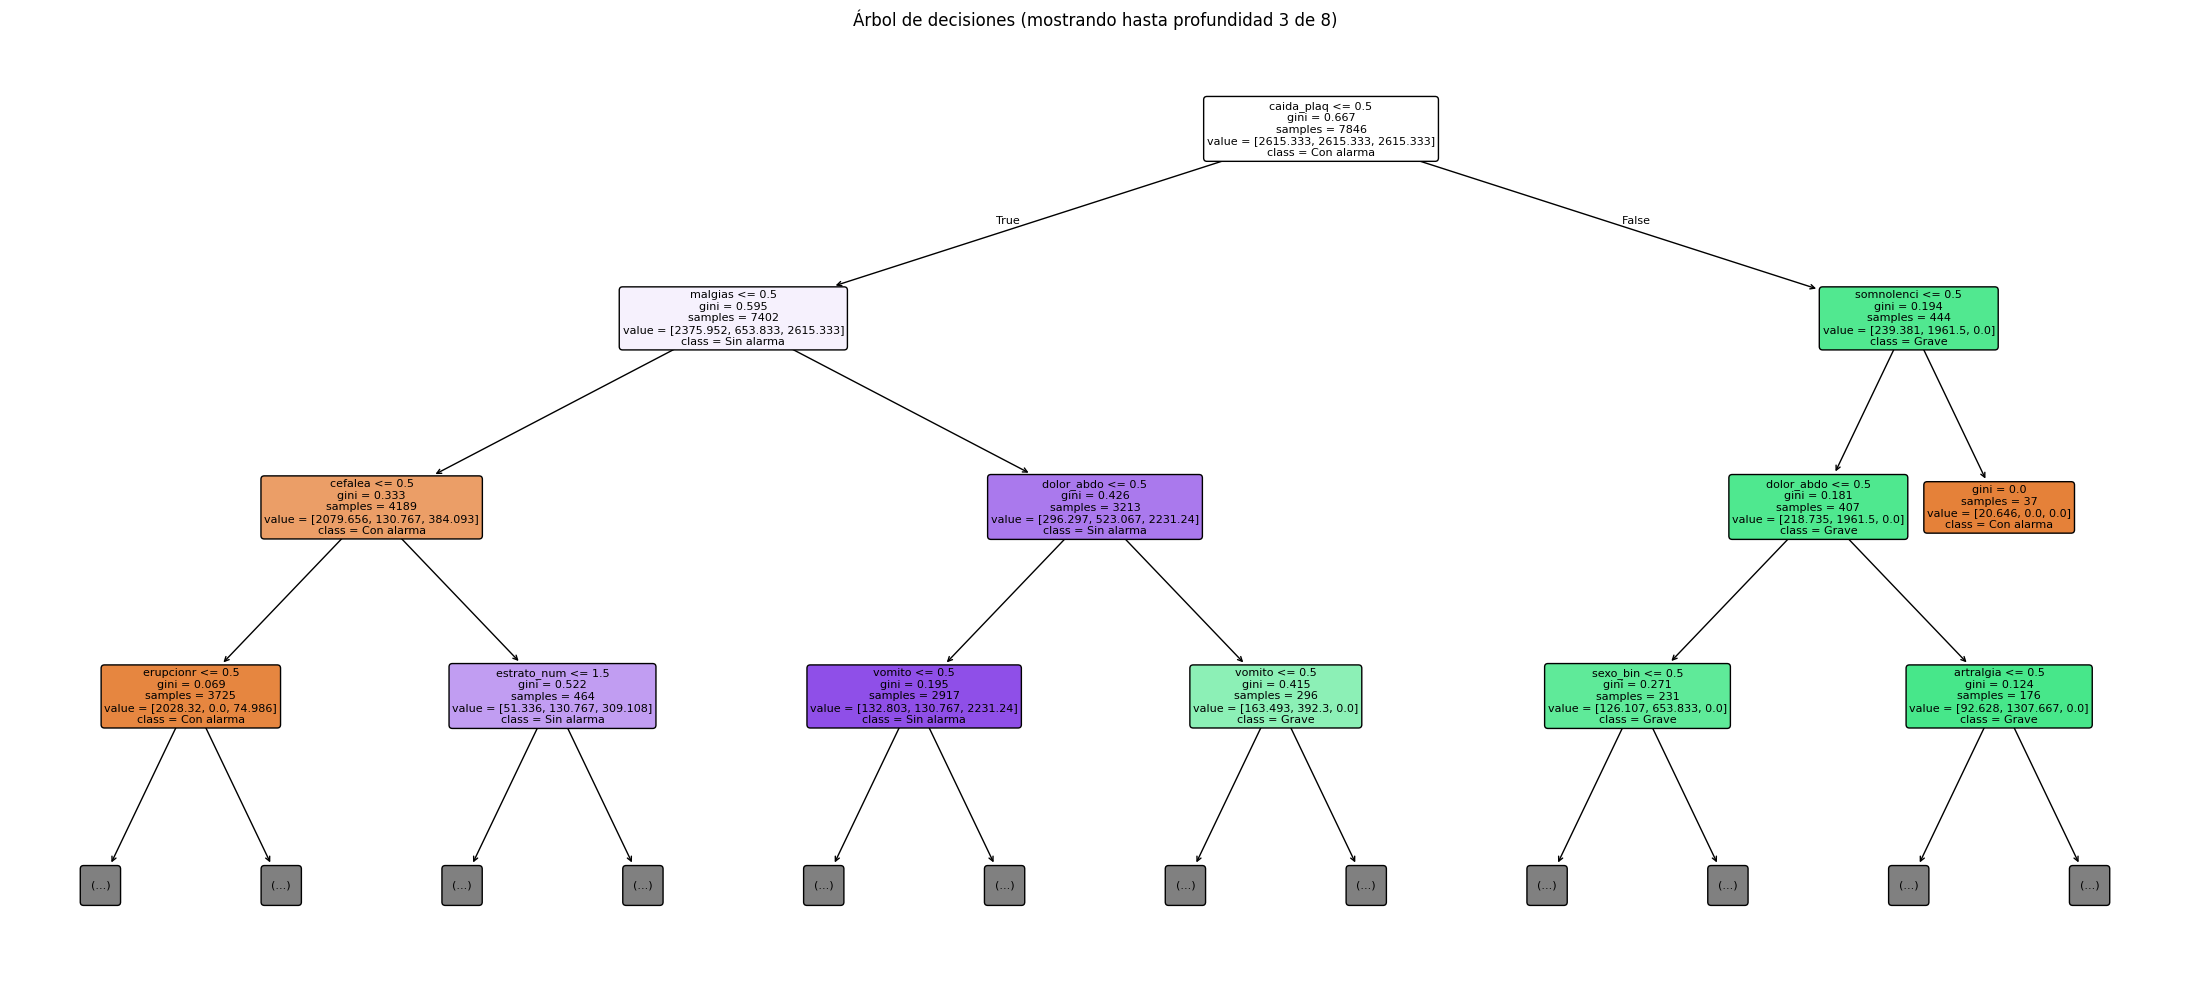 Árbol de decisiones (mostrando hasta profundidad 3 de 8)
caida_plaq <= 0.5
gini = 0.667
samples = 7846
value = [2615.333, 2615.333, 2615.333]
class = Con alarma
True
False
malgias <= 0.5
gini = 0.595
samples = 7402
value = [2375.952, 653.833, 2615.333]
class = Sin alarma
somnolenci <= 0.5
gini = 0.194
samples = 444
value = [239.381, 1961.5, 0.0]
class = Grave
cefalea <= 0.5
gini = 0.333
samples = 4189
value = [2079.656, 130.767, 384.093]
class = Con alarma
dolor_abdo <= 0.5
gini = 0.426
samples = 3213
value = [296.297, 523.067, 2231.24]
class = Sin alarma
dolor_abdo <= 0.5
gini = 0.181
samples = 407
value = [218.735, 1961.5, 0.0]
class = Grave
gini = 0.0
samples = 37
value = [20.646, 0.0, 0.0]
class = Con alarma
erupcionr <= 0.5
gini = 0.069
samples = 3725
value = [2028.32, 0.0, 74.986]
class = Con alarma
estrato_num <= 1.5
gini = 0.522
samples = 464
value = [51.336, 130.767, 309.108]
class = Sin alarma
vomito <= 0.5
gini = 0.195
samples = 2917
value = [132.803, 130.767, 2231.24]
class = Sin alarma
vomito <= 0.5
gini = 0.415
samples = 296
value = [163.493, 392.3, 0.0]
class = Grave
sexo_bin <= 0.5
gini = 0.271
samples = 231
value = [126.107, 653.833, 0.0]
class = Grave
artralgia <= 0.5
gini = 0.124
samples = 176
value = [92.628, 1307.667, 0.0]
class = Grave
(...)
(...)
(...)
(...)
(...)
(...)
(...)
(...)
(...)
(...)
(...)
(...)